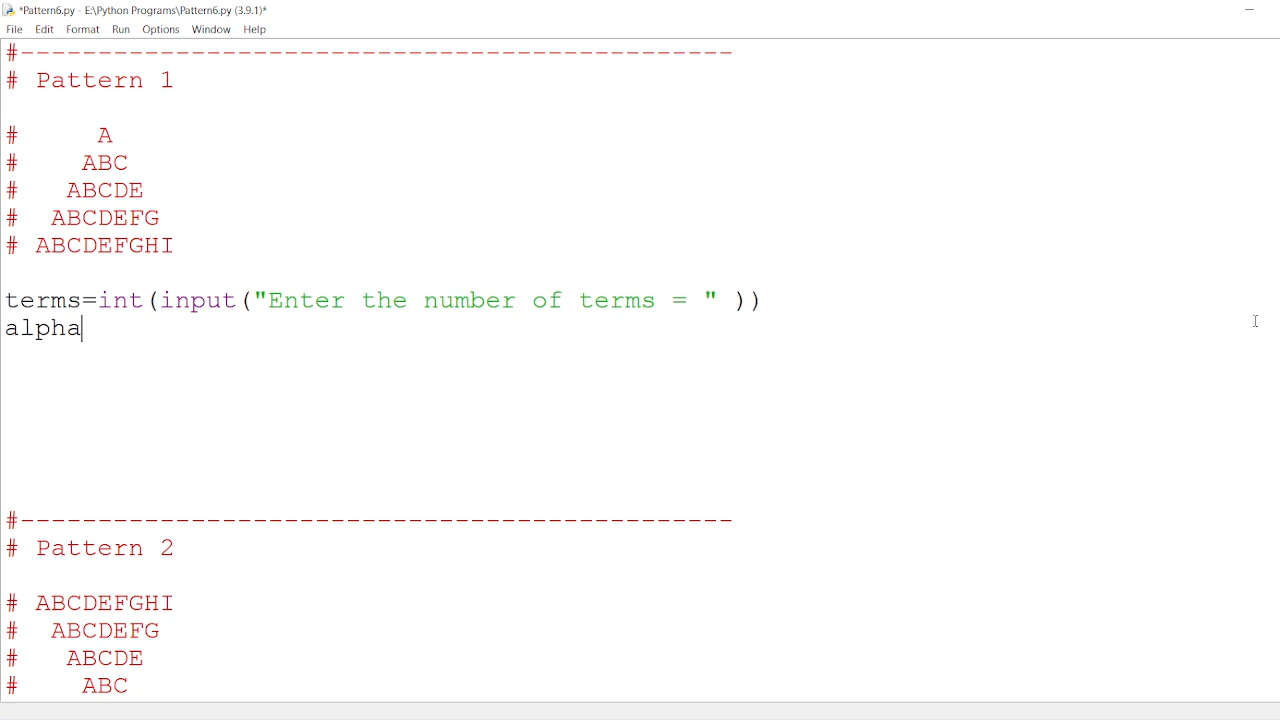 *Pattern6.py - E:\Python Programs\Pattern6.py (3.9.1)*
File Edit Format Run Options Window Help
#----------------------------------------------
# Pattern 1
#      A
#     ABC
#    ABCDE
#   ABCDEFG
# ABCDEFGHI
terms=int(input("Enter the number of terms = " ))
alpha
#----------------------------------------------
# Pattern 2
# ABCDEFGHI
#  ABCDEFG
#   ABCDE
#    ABC